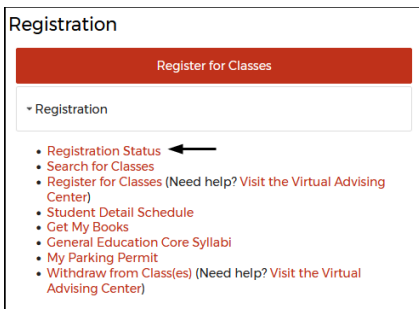 Registration
Register for Classes
Registration
• Registration Status
• Search for Classes
• Register for Classes (Need help? Visit the Virtual Advising
Center)
• Student Detail Schedule
• Get My Books
• General Education Core Syllabi
• My Parking Permit
• Withdraw from Class(es) (Need help? Visit the Virtual
Advising Center)